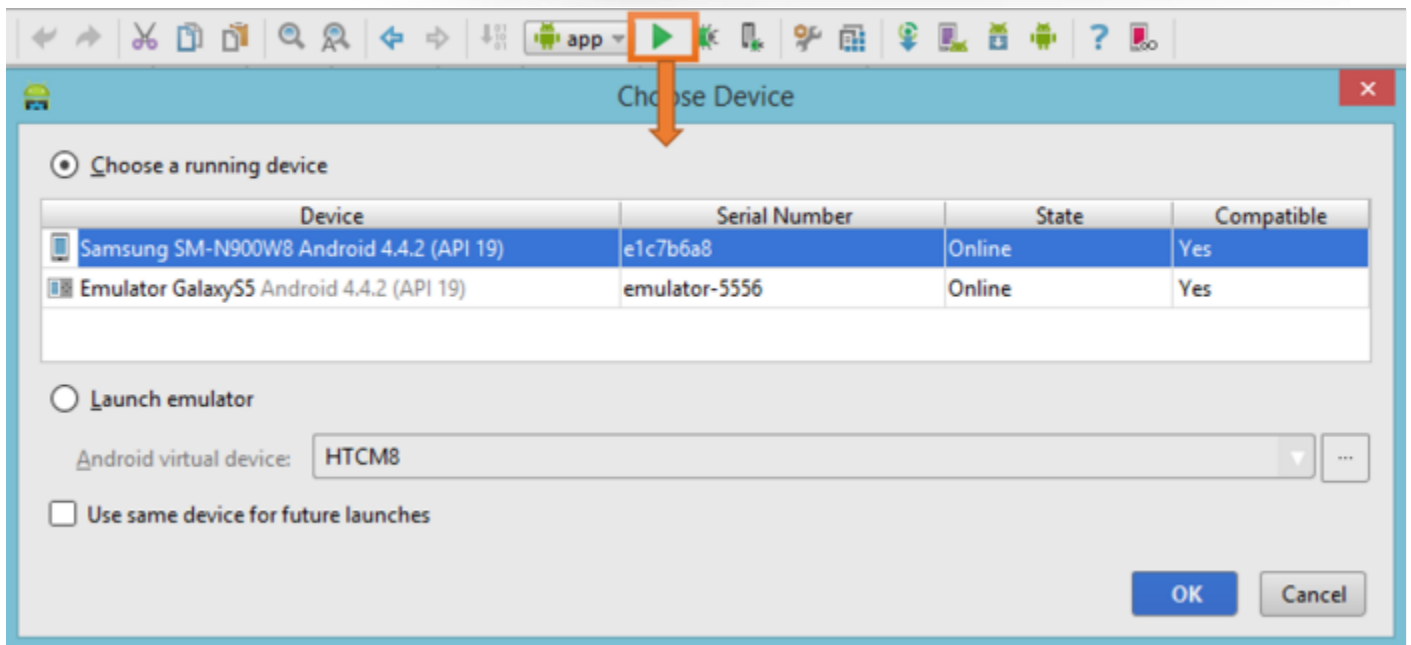 app
Choose Device
Choose a running device
Device Serial Number State Compatible
Samsung SM-N900W8 Android 4.4.2 (API 19) e1c7b6a8 Online Yes
Emulator GalaxyS5 Android 4.4.2 (API 19) emulator-5556 Online Yes
Launch emulator
Android virtual device: HTCM8 ...
Use same device for future launches
OK Cancel